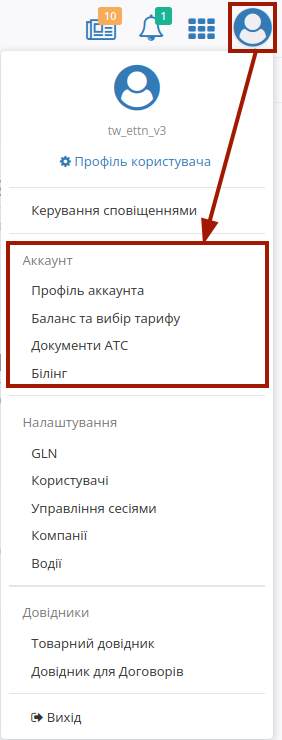 10
1
tw_ettn_v3
Профіль користувача
Керування сповіщеннями
Аккаунт
Профіль аккаунта
Баланс та вибір тарифу
Документи АТС
Білінг
Налаштування
GLN
Користувачі
Управління сесіями
Компанії
Водії
Довідники
Товарний довідник
Довідник для Договорів
Вихід